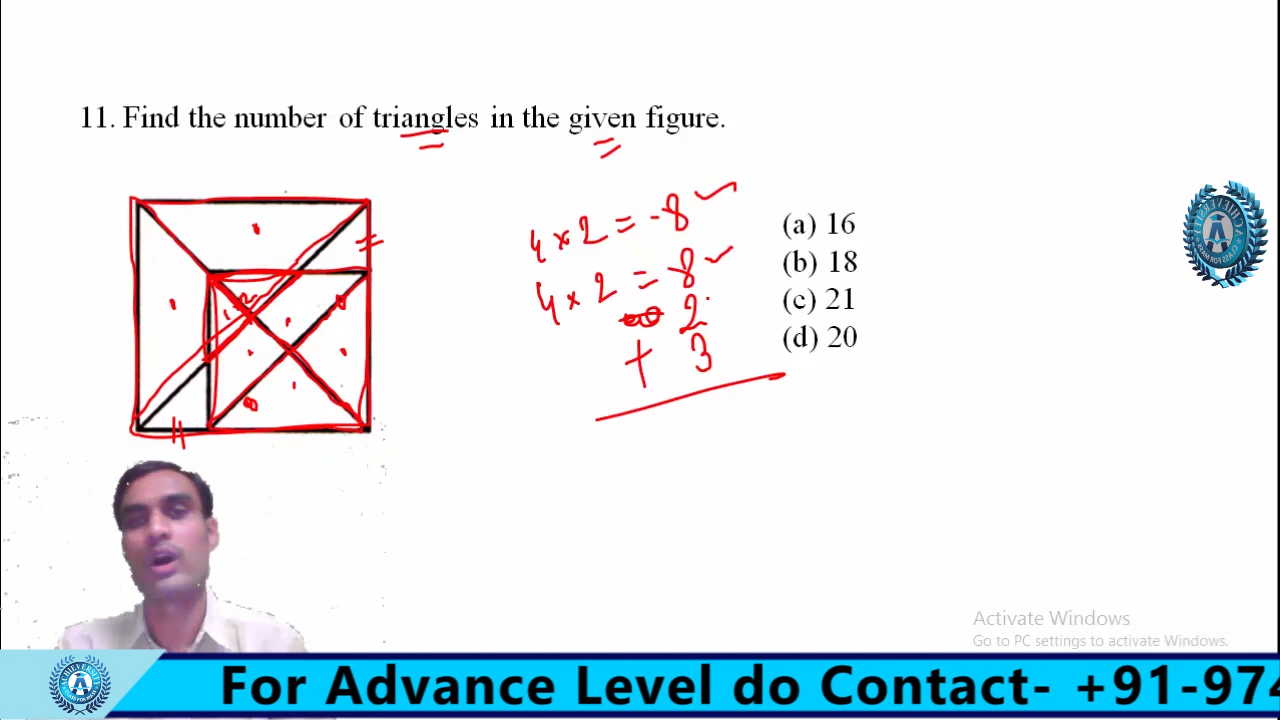 11. Find the number of triangles in the given figure.
4 × 2 = 8
4 × 2 = 8
2
+ 3
(a) 16
(b) 18
(c) 21
(d) 20
Activate Windows
Go to PC settings to activate Windows.
For Advance Level do Contact- +91-974